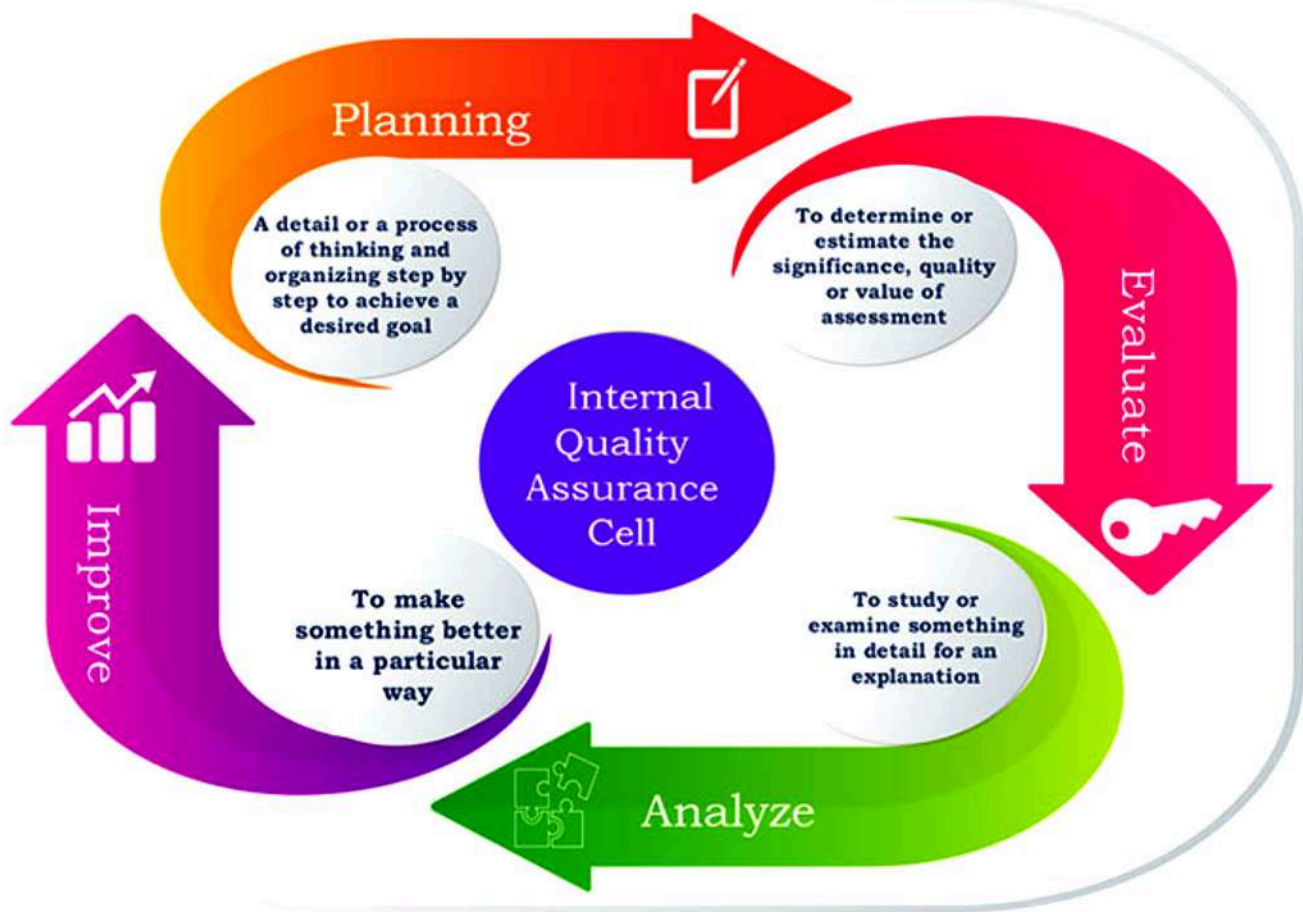 Planning
A detail or a process
of thinking and
organizing step by
step to achieve a
desired goal
To determine or
estimate the
significance, quality
or value of
assessment
Evaluate
Internal
Quality
Assurance
Cell
To study or
examine something
in detail for an
explanation
Analyze
To make
something better
in a particular
way
Improve